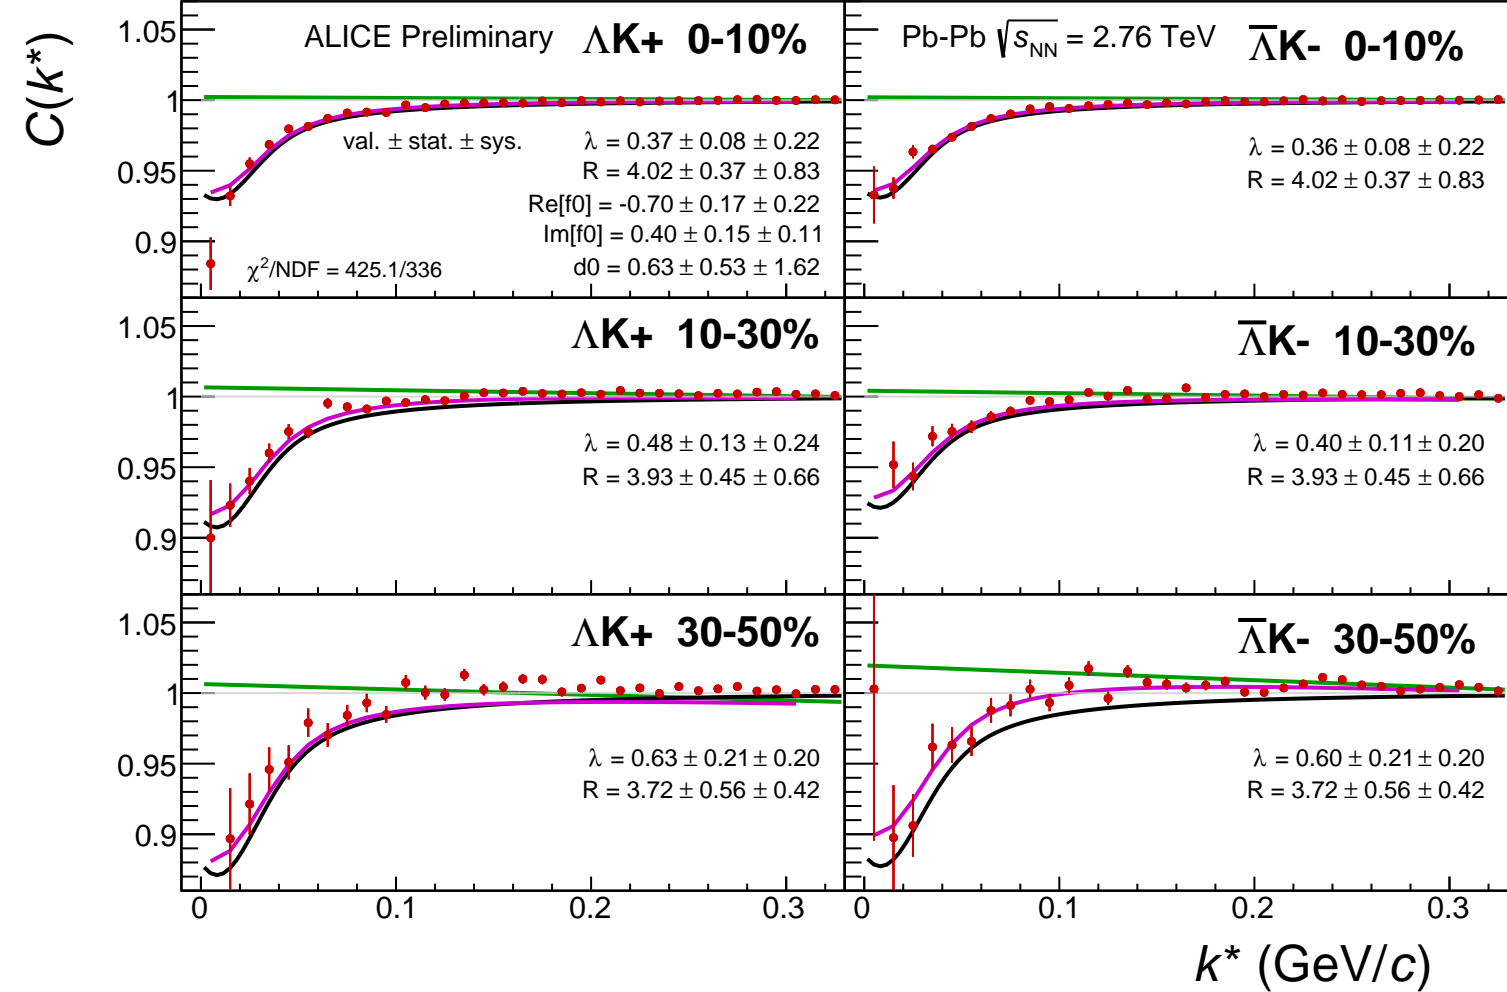 C(k*)
ALICE Preliminary ΛK+ 0-10%
val. ± stat. ± sys.
λ = 0.37 ± 0.08 ± 0.22
R = 4.02 ± 0.37 ± 0.83
Re[f0] = -0.70 ± 0.17 ± 0.22
Im[f0] = 0.40 ± 0.15 ± 0.11
d0 = 0.63 ± 0.53 ± 1.62
χ²/NDF = 425.1/336
1.05
1
0.95
0.9
Pb-Pb √sNN = 2.76 TeV Λ̅K- 0-10%
λ = 0.36 ± 0.08 ± 0.22
R = 4.02 ± 0.37 ± 0.83
ΛK+ 10-30%
λ = 0.48 ± 0.13 ± 0.24
R = 3.93 ± 0.45 ± 0.66
1.05
1
0.95
0.9
Λ̅K- 10-30%
λ = 0.40 ± 0.11 ± 0.20
R = 3.93 ± 0.45 ± 0.66
ΛK+ 30-50%
λ = 0.63 ± 0.21 ± 0.20
R = 3.72 ± 0.56 ± 0.42
1.05
1
0.95
0.9
Λ̅K- 30-50%
λ = 0.60 ± 0.21 ± 0.20
R = 3.72 ± 0.56 ± 0.42
0 0.1 0.2 0.3 0 0.1 0.2 0.3
k* (GeV/c)